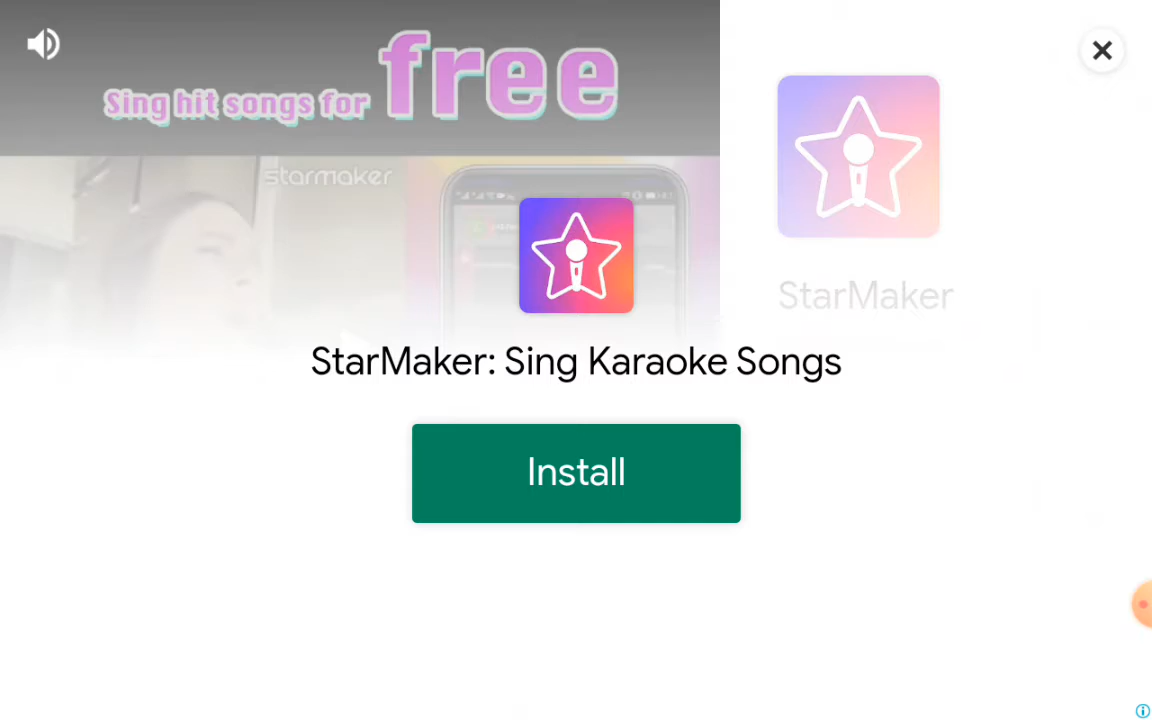 Sing hit songs for free
starmaker
StarMaker
StarMaker: Sing Karaoke Songs
Install